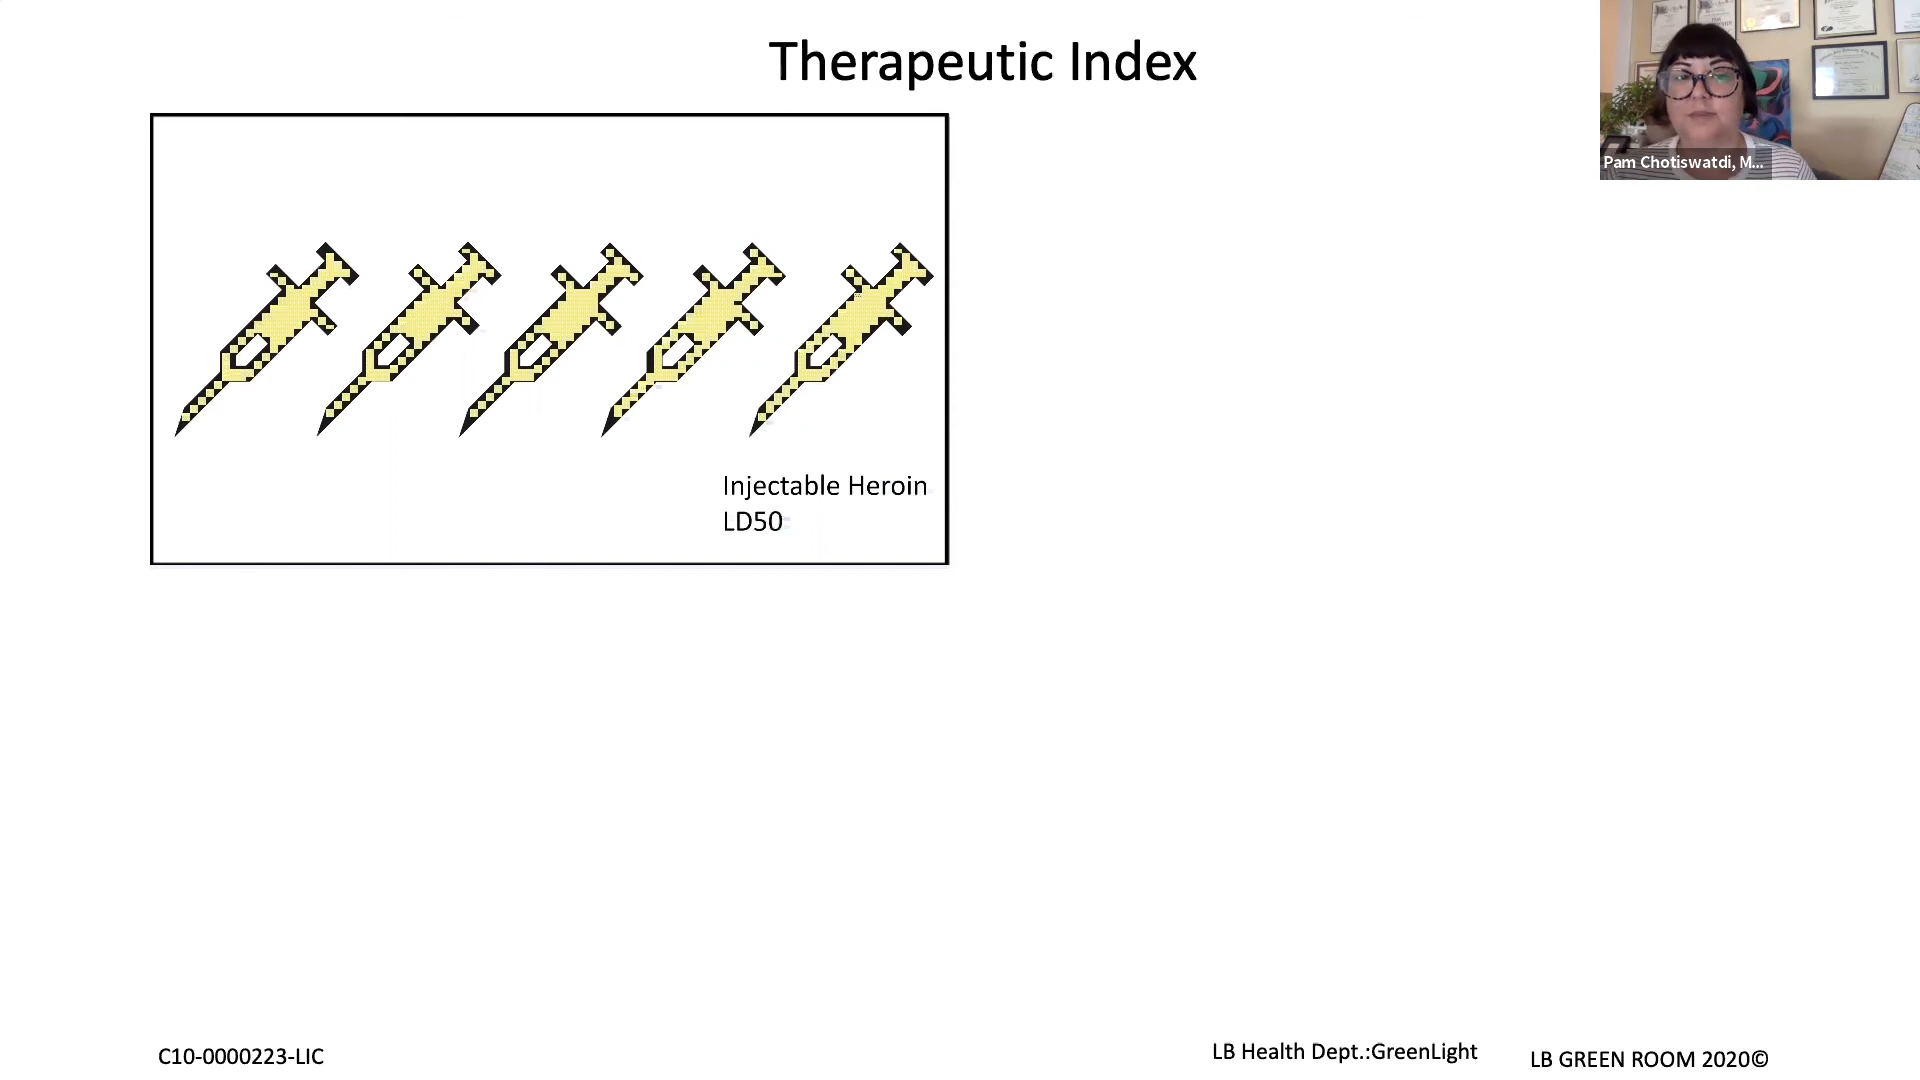 Therapeutic Index
Pam Chotiswatdi, M...
Injectable Heroin
LD50
C10-0000223-LIC
LB Health Dept.:GreenLight
LB GREEN ROOM 2020©